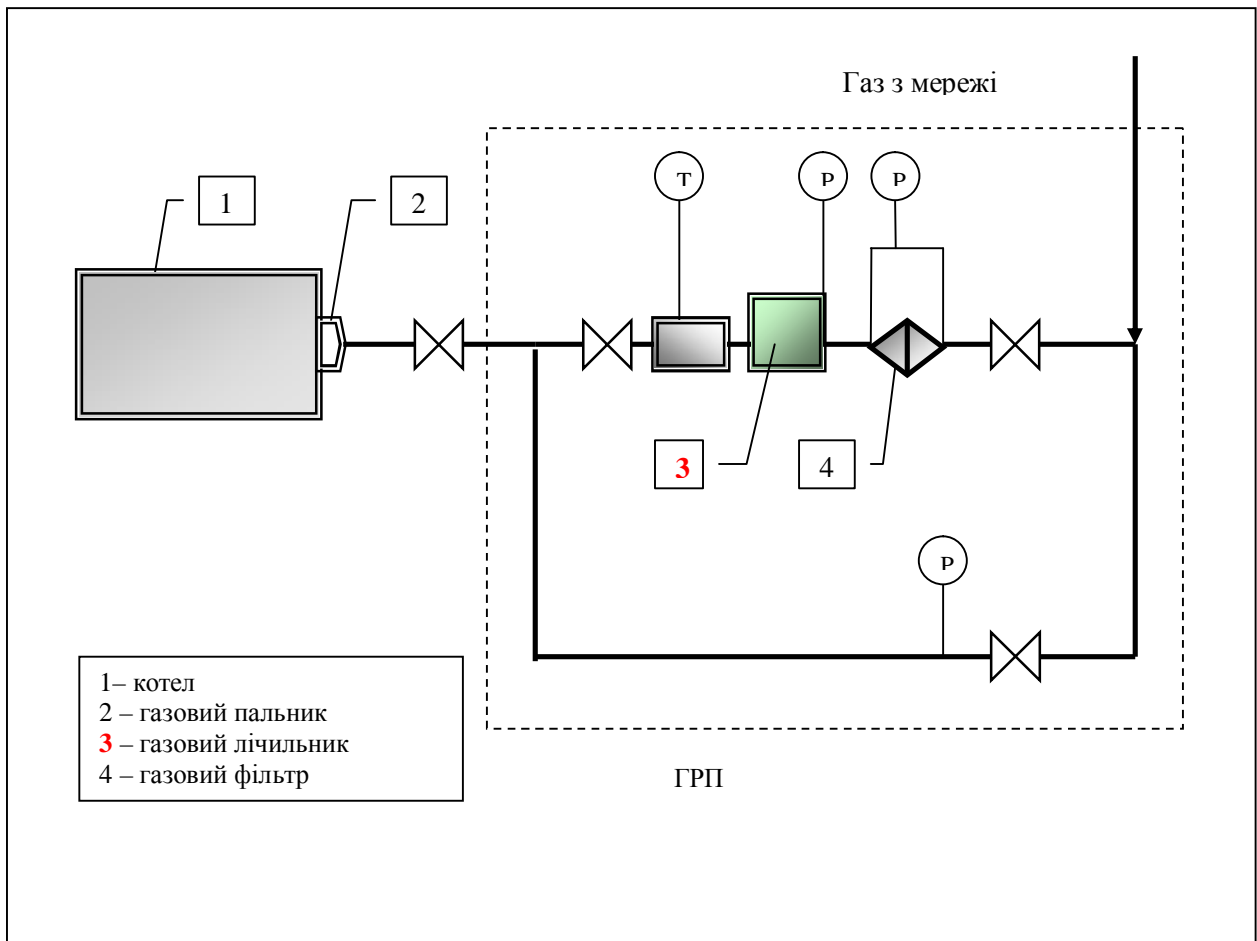 Газ з мережі
Т
Р
Р
1
2
3
4
Р
1– котел
2 – газовий пальник
3 – газовий лічильник
4 – газовий фільтр
ГРП